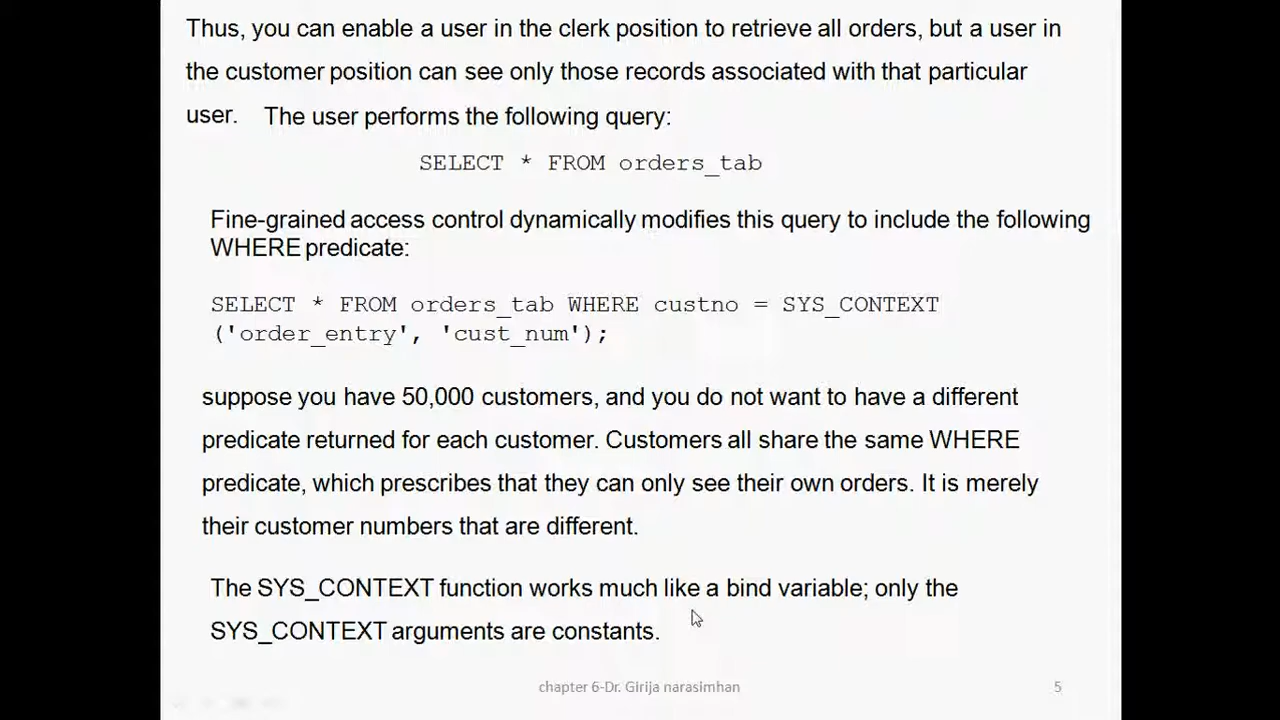 Thus, you can enable a user in the clerk position to retrieve all orders, but a user in
the customer position can see only those records associated with that particular
user. The user performs the following query:
SELECT * FROM orders_tab
Fine-grained access control dynamically modifies this query to include the following
WHERE predicate:
SELECT * FROM orders_tab WHERE custno = SYS_CONTEXT
('order_entry', 'cust_num');
suppose you have 50,000 customers, and you do not want to have a different
predicate returned for each customer. Customers all share the same WHERE
predicate, which prescribes that they can only see their own orders. It is merely
their customer numbers that are different.
The SYS_CONTEXT function works much like a bind variable; only the
SYS_CONTEXT arguments are constants.
chapter 6-Dr. Girija narasimhan
5